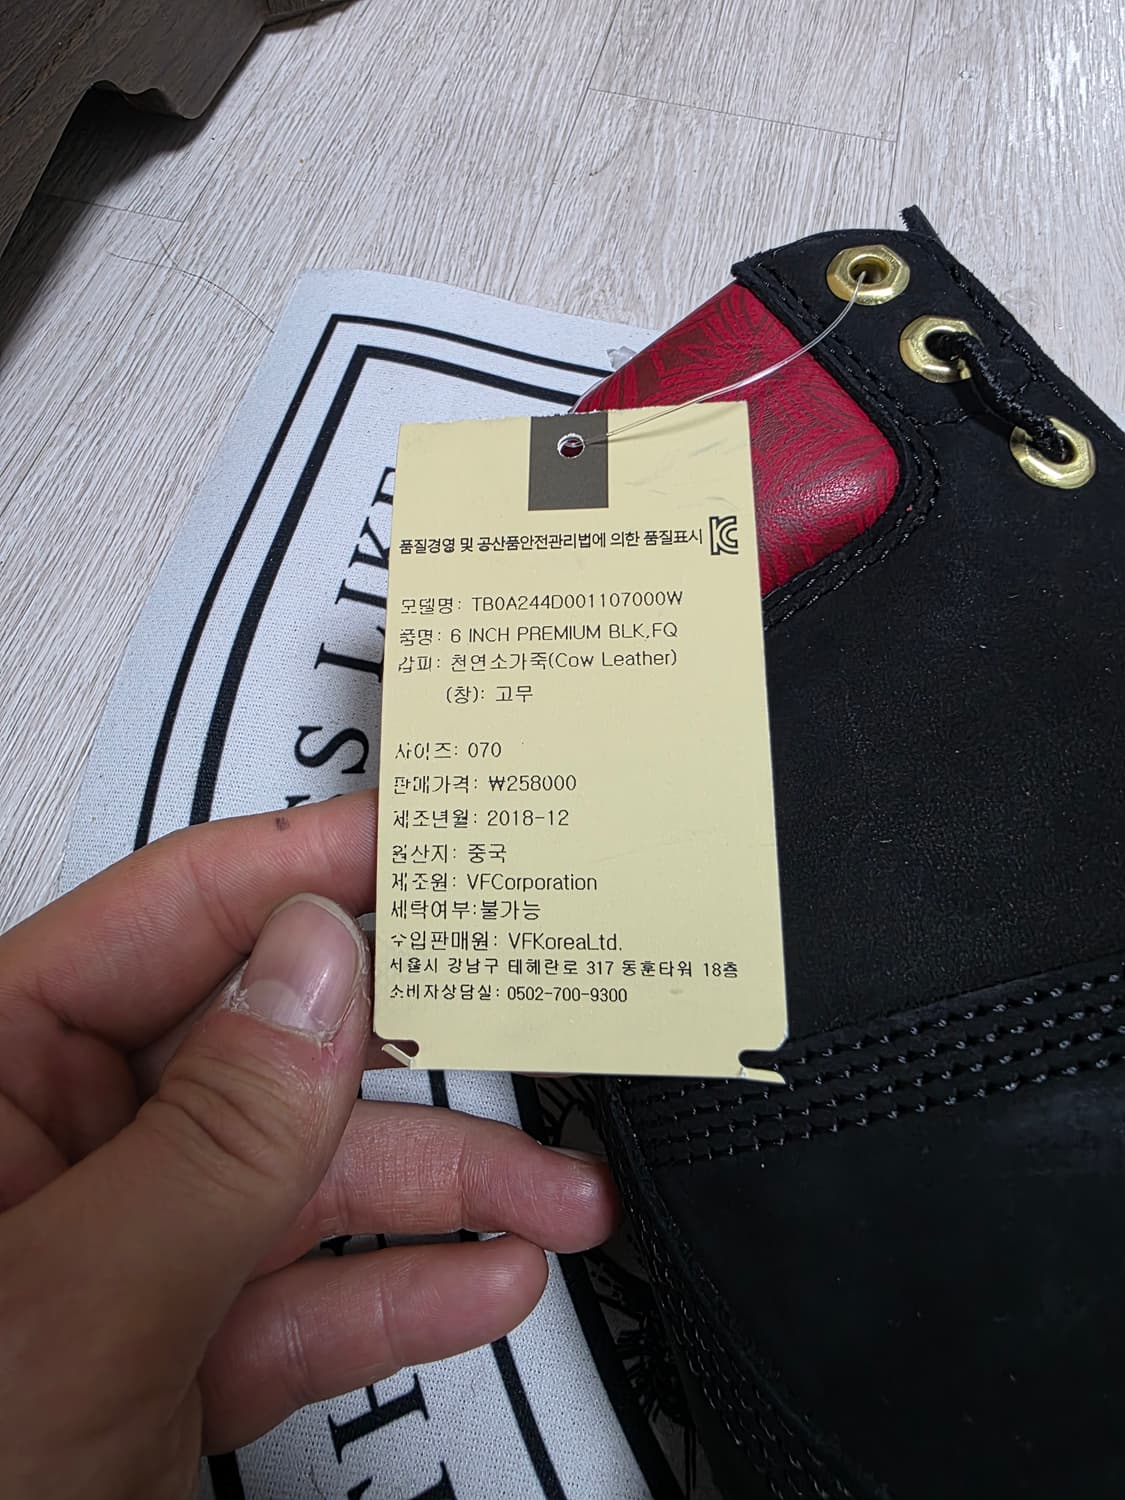 품질경영 및 공산품안전관리법에 의한 품질표시
모델명: TB0A244D001107000W
품명: 6 INCH PREMIUM BLK,FQ
갑피: 천연소가죽(Cow Leather)
(창): 고무
사이즈: 070
판매가격: ₩258000
제조년월: 2018-12
원산지: 중국
제조원: VFCorporation
세탁여부:불가능
수입판매원: VFKoreaLtd.
서울시 강남구 테헤란로 317 동훈타워 18층
소비자상담실: 0502-700-9300
LIKE